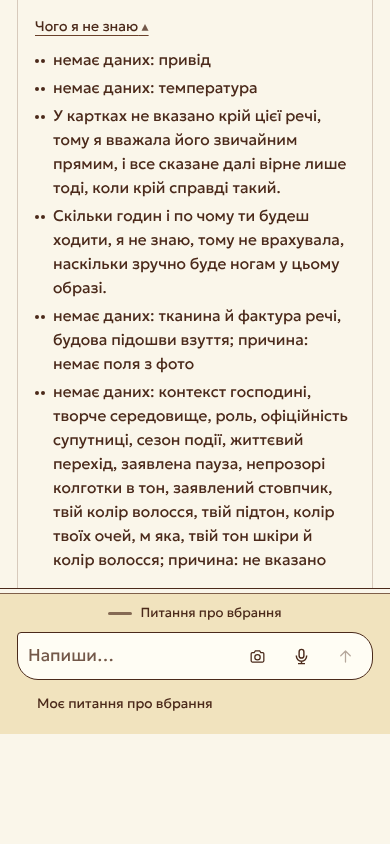 Чого я не знаю ▴
•• немає даних: привід
•• немає даних: температура
•• У картках не вказано крій цієї речі,
тому я вважала його звичайним
прямим, і все сказане далі вірне лише
тоді, коли крій справді такий.
•• Скільки годин і по чому ти будеш
ходити, я не знаю, тому не врахувала,
наскільки зручно буде ногам у цьому
образі.
•• немає даних: тканина й фактура речі,
будова підошви взуття; причина:
немає поля з фото
•• немає даних: контекст господині,
творче середовище, роль, офіційність
супутниці, сезон події, життєвий
перехід, заявлена пауза, непрозорі
колготки в тон, заявлений стовпчик,
твій колір волосся, твій підтон, колір
твоїх очей, м яка, твій тон шкіри й
колір волосся; причина: не вказано
Питання про вбрання
Напиши...
Моє питання про вбрання